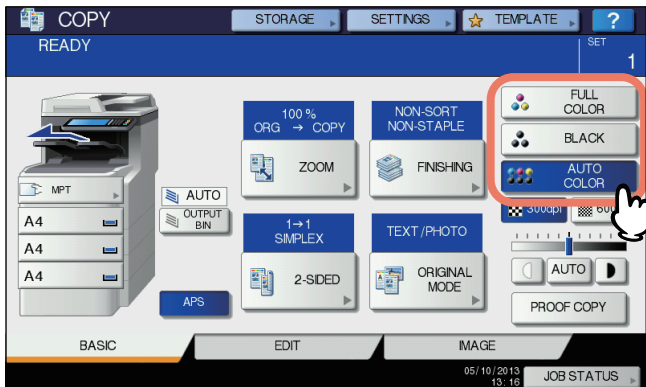 COPY
STORAGE
SETTINGS
TEMPLATE
?
READY
SET
1
100 %
ORG → COPY
ZOOM
NON-SORT
NON-STAPLE
FINISHING
FULL
COLOR
BLACK
AUTO
COLOR
MPT
A4
A4
A4
AUTO
OUTPUT
BIN
APS
1→1
SIMPLEX
2-SIDED
TEXT/PHOTO
ORIGINAL
MODE
300dpi
600
AUTO
PROOF COPY
BASIC
EDIT
IMAGE
05/10/2013
13:16
JOB STATUS